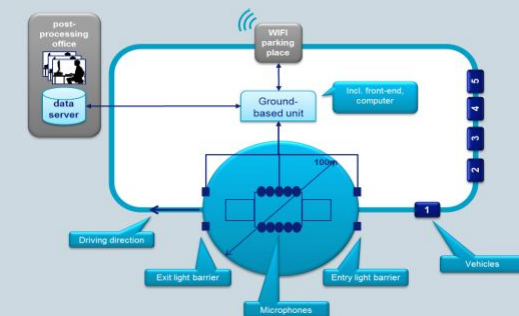 post-
processing
office
data
server
WIFI
parking
place
Ground-
based unit
Incl. front-end,
computer
5
4
3
2
1
100m
Driving direction
Exit light barrier
Microphones
Entry light barrier
Vehicles